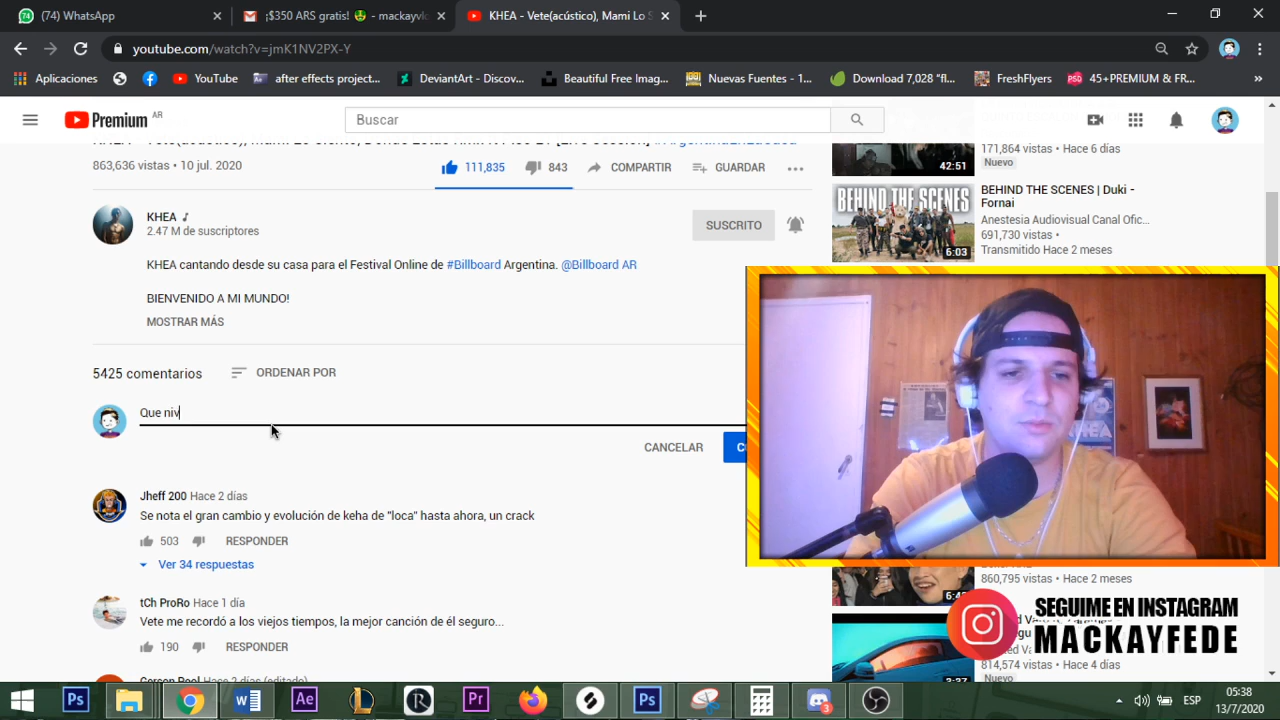 (74) WhatsApp
¡$350 ARS gratis! 🤑 - mackayvk
KHEA - Vete(acústico), Mami Lo S
youtube.com/watch?v=jmK1NV2PX-Y
Aplicaciones
YouTube
after effects project...
DeviantArt - Discov...
Beautiful Free Imag...
Nuevas Fuentes - 1...
Download 7,028 “fl...
FreshFlyers
45+PREMIUM & FR...
»
Premium AR
Buscar
863,636 vistas • 10 jul. 2020
111,835
843
COMPARTIR
GUARDAR
KHEA ♪
2.47 M de suscriptores
SUSCRITO
KHEA cantando desde su casa para el Festival Online de #Billboard Argentina. @Billboard AR
BIENVENIDO A MI MUNDO!
MOSTRAR MÁS
5425 comentarios
ORDENAR POR
Que niv
CANCELAR
Jheff 200 Hace 2 días
Se nota el gran cambio y evolución de keha de "loca" hasta ahora, un crack
503
RESPONDER
Ver 34 respuestas
tCh ProRo Hace 1 día
Vete me recordó a los viejos tiempos, la mejor canción de él seguro...
190
RESPONDER
171,864 vistas • Hace 6 días
Nuevo
42:51
BEHIND THE SCENES
6:03
BEHIND THE SCENES | Duki -
Fornai
Anestesia Audiovisual Canal Ofic...
691,730 vistas •
Transmitido Hace 2 meses
860,795 vistas • Hace 2 meses
SEGUIME EN INSTAGRAM
MACKAYFEDE
814,574 vistas • Hace 4 días
Nuevo
Ps
W
Ae
Pr
Ps
3
ESP
05:38
13/7/2020